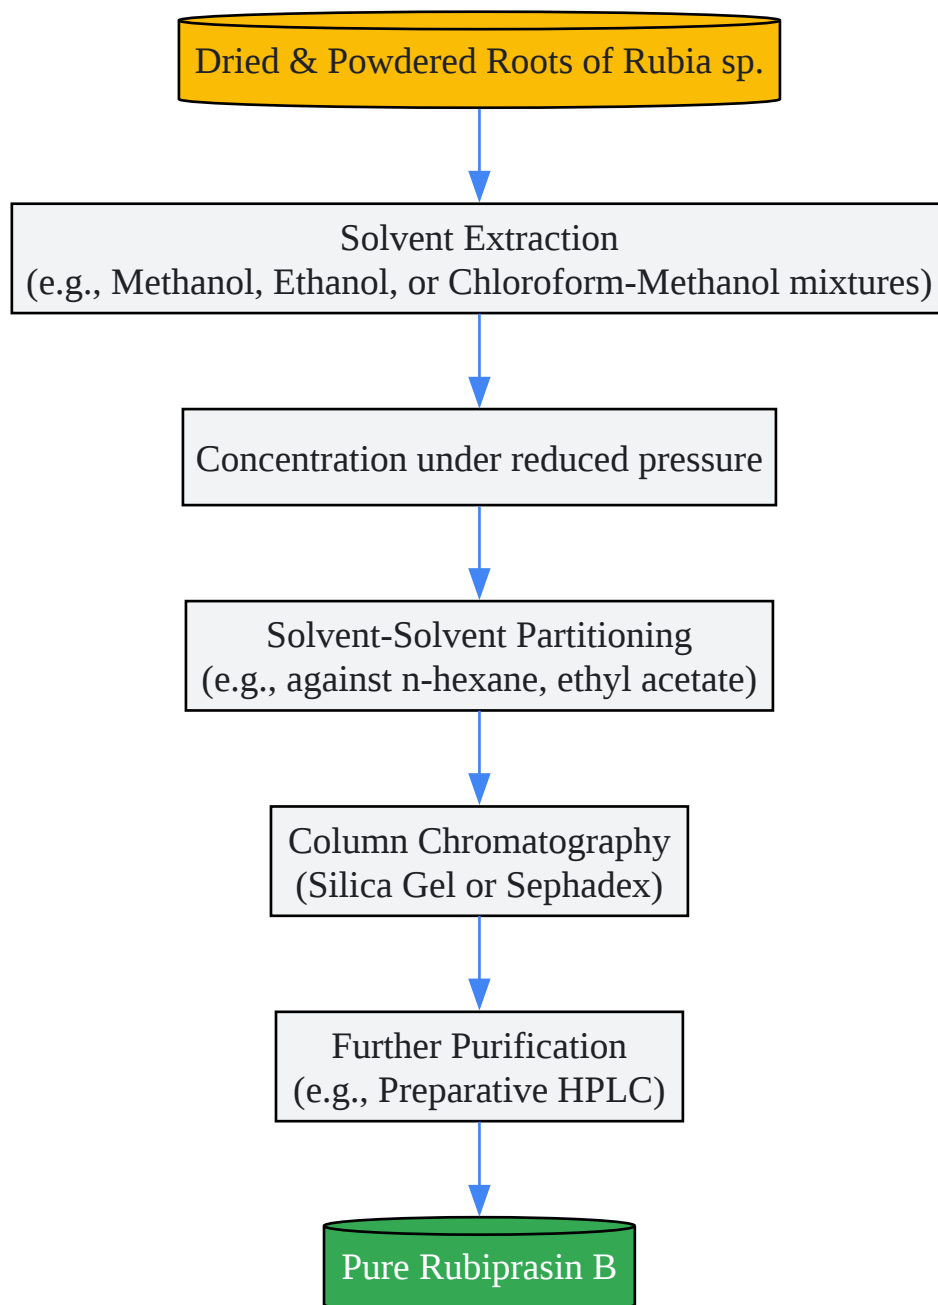 Dried & Powdered Roots of Rubia sp.
Solvent Extraction
(e.g., Methanol, Ethanol, or Chloroform-Methanol mixtures)
Concentration under reduced pressure
Solvent-Solvent Partitioning
(e.g., against n-hexane, ethyl acetate)
Column Chromatography
(Silica Gel or Sephadex)
Further Purification
(e.g., Preparative HPLC)
Pure Rubiprasin B